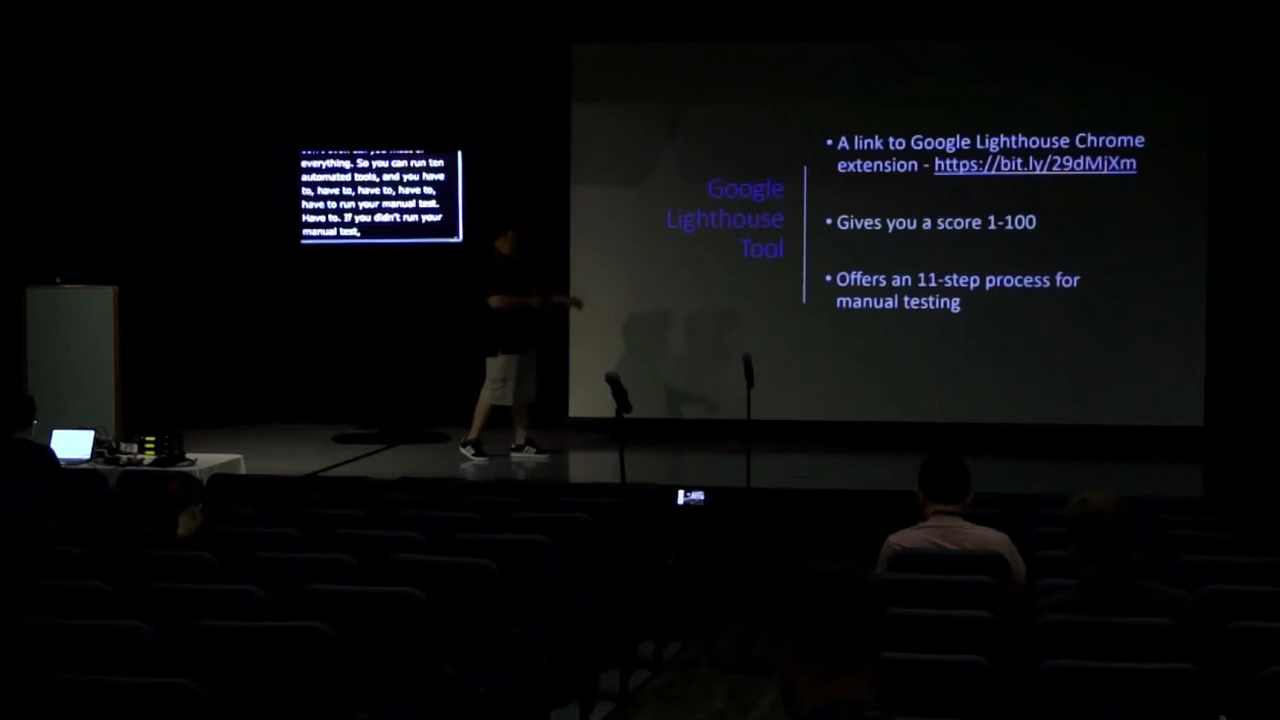 everything. So you can run ten
automated tools, and you have
to, have to, have to, have to,
have to run your manual test.
Have to. If you didn't run your
manual test,
Google
Lighthouse
Tool
• A link to Google Lighthouse Chrome
extension - https://bit.ly/29dMjXm
• Gives you a score 1-100
• Offers an 11-step process for
manual testing